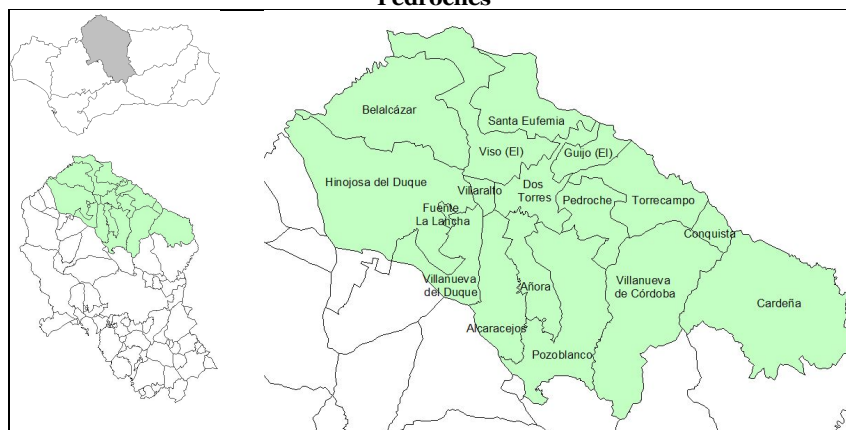 Pedroches
Belalcázar
Santa Eufemia
Viso (El)
Guijo (El)
Hinojosa del Duque
Villaralto
Dos
Torres
Pedroche
Torrecampo
Fuente
La Lancha
Conquista
Villanueva
del Duque
Añora
Villanueva
de Córdoba
Cardeña
Alcaracejos
Pozoblanco